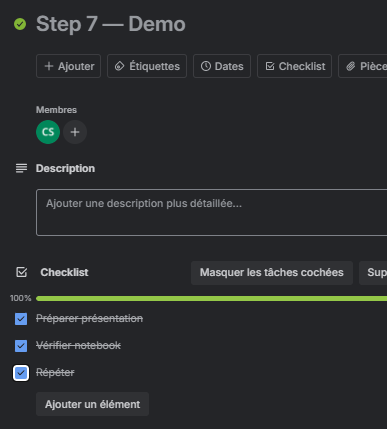 Step 7 — Demo
Ajouter Étiquettes Dates Checklist Pièce
Membres
CS
Description
Ajouter une description plus détaillée...
Checklist Masquer les tâches cochées Sup
100%
Préparer présentation
Vérifier notebook
Répéter
Ajouter un élément